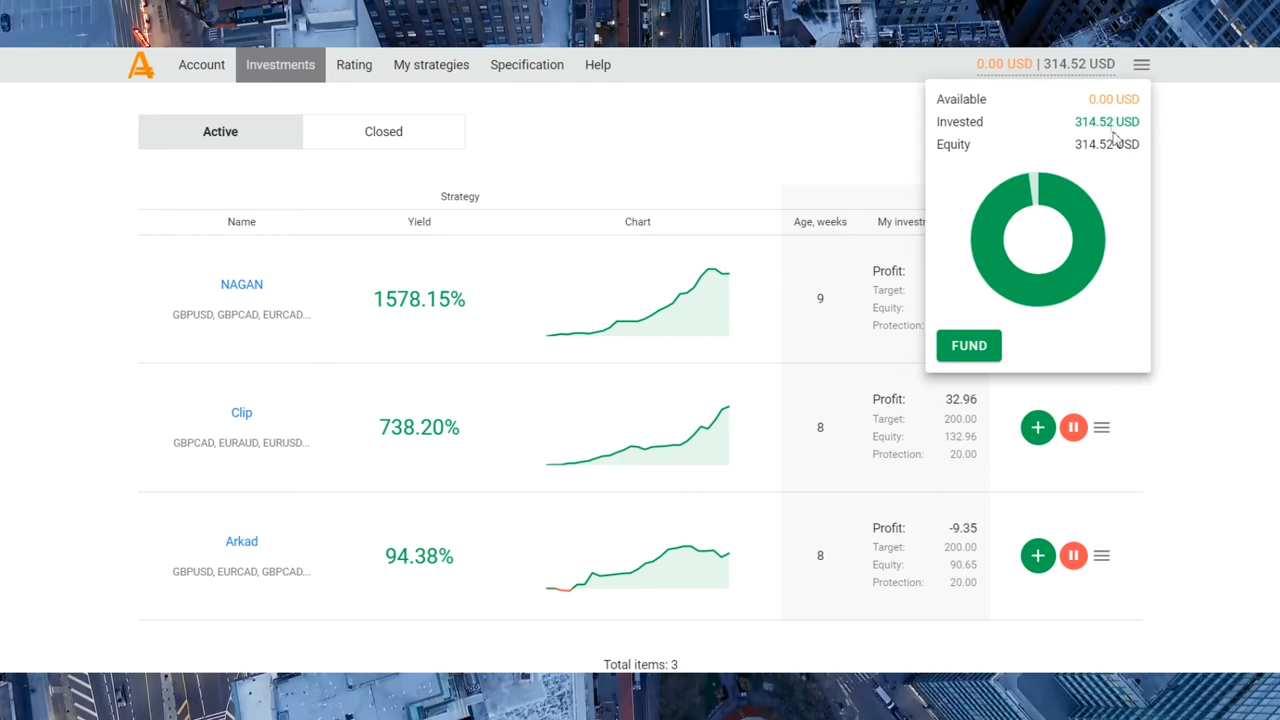 Account Investments Rating My strategies Specification Help 0.00 USD | 314.52 USD
Available 0.00 USD
Invested 314.52 USD
Equity 314.52 USD
FUND
Active Closed
Strategy
Name Yield Chart Age, weeks My
NAGAN
GBPUSD, GBPCAD, EURCAD...
1578.15%
9
Profit:
Target:
Equity:
Protection:
Clip
GBPCAD, EURAUD, EURUSD...
738.20%
8
Profit: 32.96
Target: 200.00
Equity: 132.96
Protection: 20.00
Arkad
GBPUSD, EURCAD, GBPCAD...
94.38%
8
Profit: -9.35
Target: 200.00
Equity: 90.65
Protection: 20.00
Total items: 3